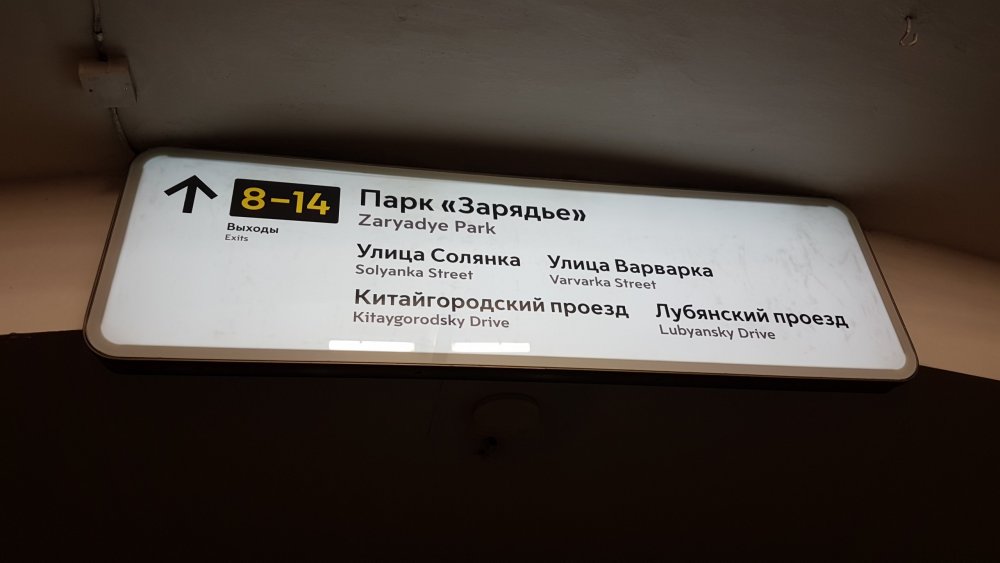 8–14
Выходы
Exits
Парк «Зарядье»
Zaryadye Park
Улица Солянка
Solyanka Street
Улица Варварка
Varvarka Street
Китайгородский проезд
Kitaygorodsky Drive
Лубянский проезд
Lubyansky Drive